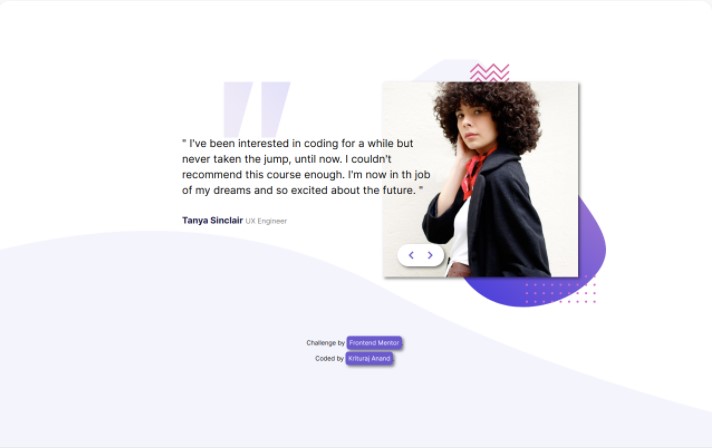 " I've been interested in coding for a while but
never taken the jump, until now. I couldn't
recommend this course enough. I'm now in th job
of my dreams and so excited about the future. "
Tanya Sinclair UX Engineer
Challenge by Frontend Mentor
Coded by Krituraj Anand